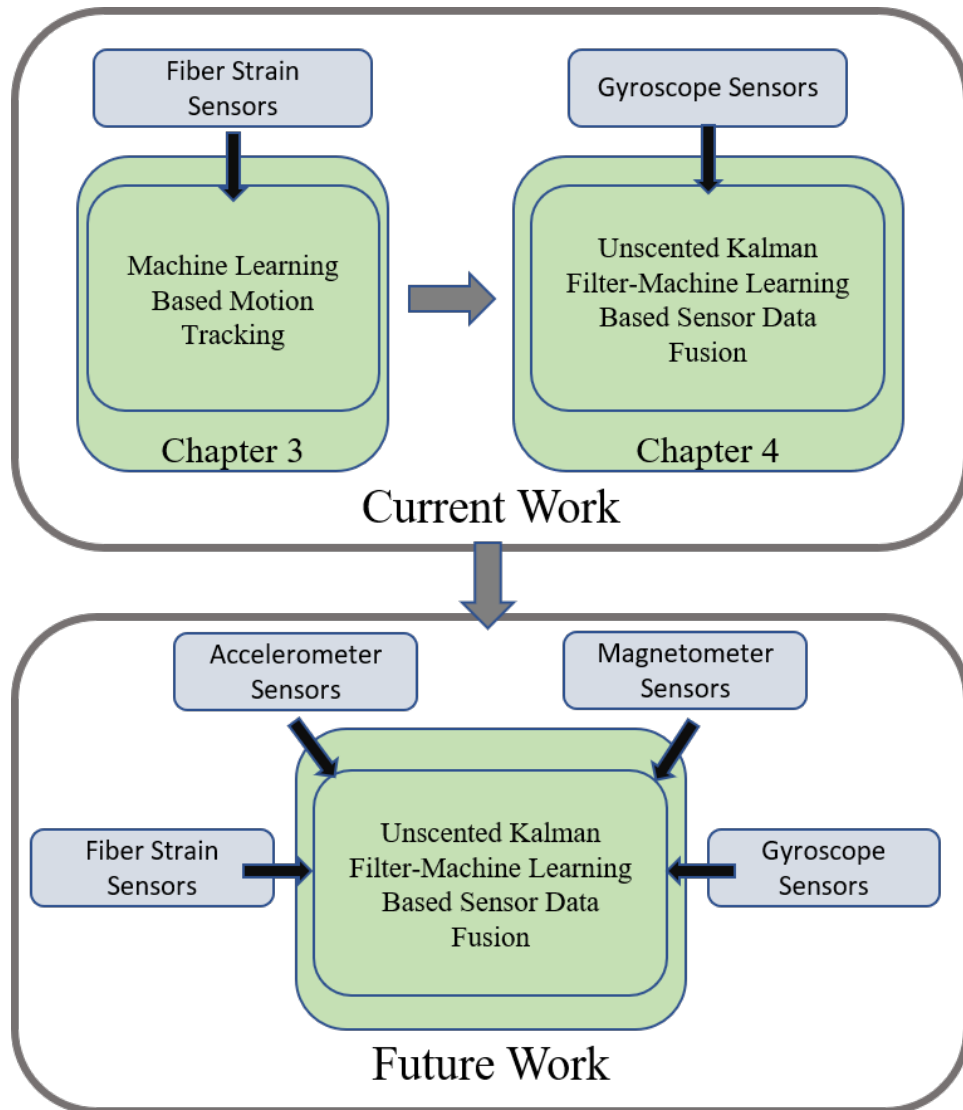 Fiber Strain
Sensors
Gyroscope Sensors
Machine Learning
Based Motion
Tracking
Unscented Kalman
Filter-Machine Learning
Based Sensor Data
Fusion
Chapter 3
Chapter 4
Current Work
Accelerometer
Sensors
Magnetometer
Sensors
Fiber Strain
Sensors
Unscented Kalman
Filter-Machine Learning
Based Sensor Data
Fusion
Gyroscope
Sensors
Future Work